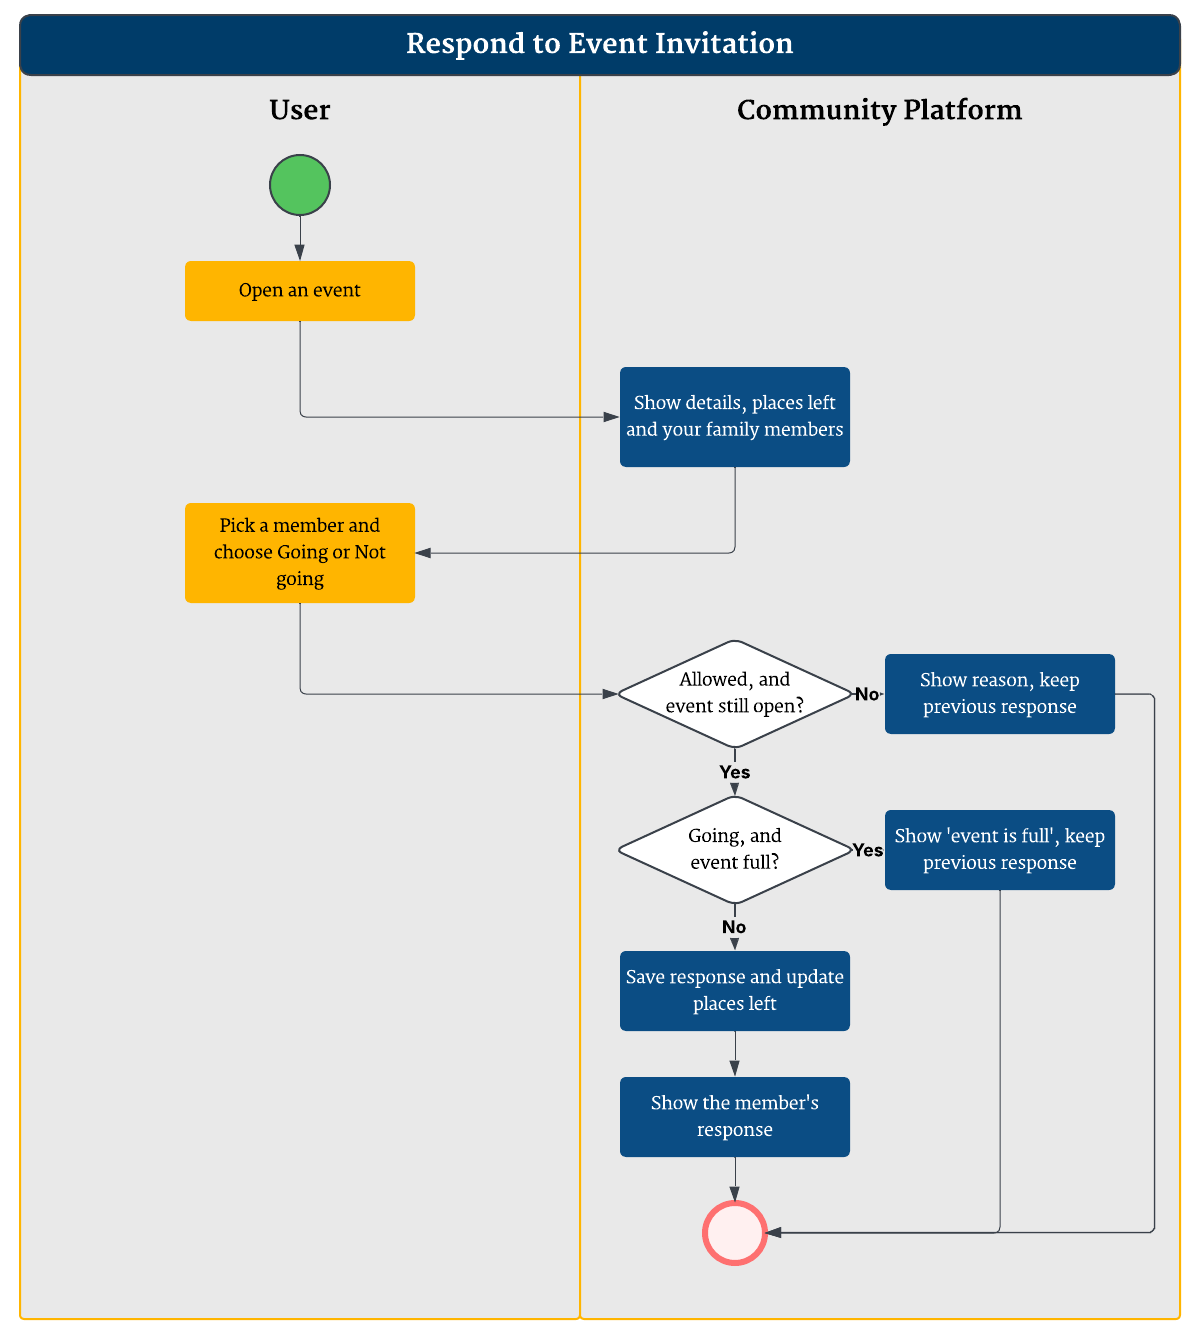 Respond to Event Invitation
User
Community Platform
Open an event
Show details, places left
and your family members
Pick a member and
choose Going or Not
going
Allowed, and
event still open?
No
Show reason, keep
previous response
Yes
Going, and
event full?
Yes
Show 'event is full', keep
previous response
No
Save response and update
places left
Show the member's
response